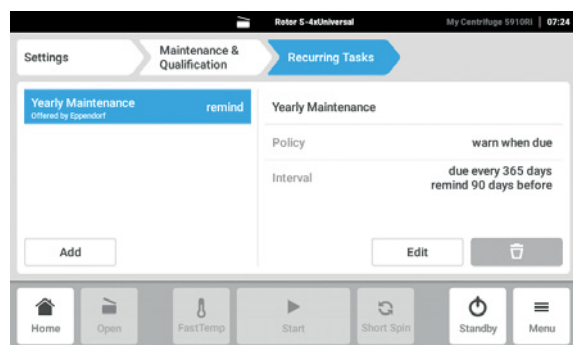 Rotor S-4xUniversal
My Centrifuge 5910Ri | 07:24
Settings
Maintenance &
Qualification
Recurring Tasks
Yearly Maintenance
Offered by Eppendorf
remind
Yearly Maintenance
Policy
warn when due
Interval
due every 365 days
remind 90 days before
Add
Edit
Home
Open
FastTemp
Start
Short Spin
Standby
Menu